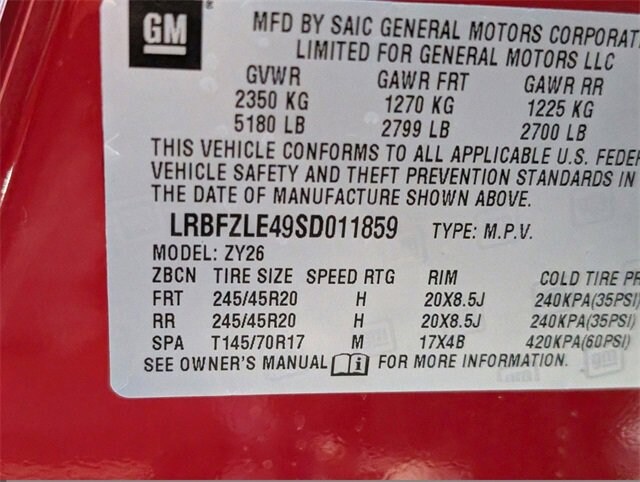 GM
MFD BY SAIC GENERAL MOTORS CORPORAT
LIMITED FOR GENERAL MOTORS LLC
GVWR GAWR FRT GAWR RR
2350 KG 1270 KG 1225 KG
5180 LB 2799 LB 2700 LB
THIS VEHICLE CONFORMS TO ALL APPLICABLE U.S. FEDER
VEHICLE SAFETY AND THEFT PREVENTION STANDARDS IN
THE DATE OF MANUFACTURE SHOWN ABOVE.
LRBFZLE49SD011859 TYPE: M.P.V.
MODEL: ZY26
ZBCN TIRE SIZE SPEED RTG RIM COLD TIRE PR
FRT 245/45R20 H 20X8.5J 240KPA(35PSI)
RR 245/45R20 H 20X8.5J 240KPA(35PSI)
SPA T145/70R17 M 17X4B 420KPA(60PSI)
SEE OWNER'S MANUAL FOR MORE INFORMATION.